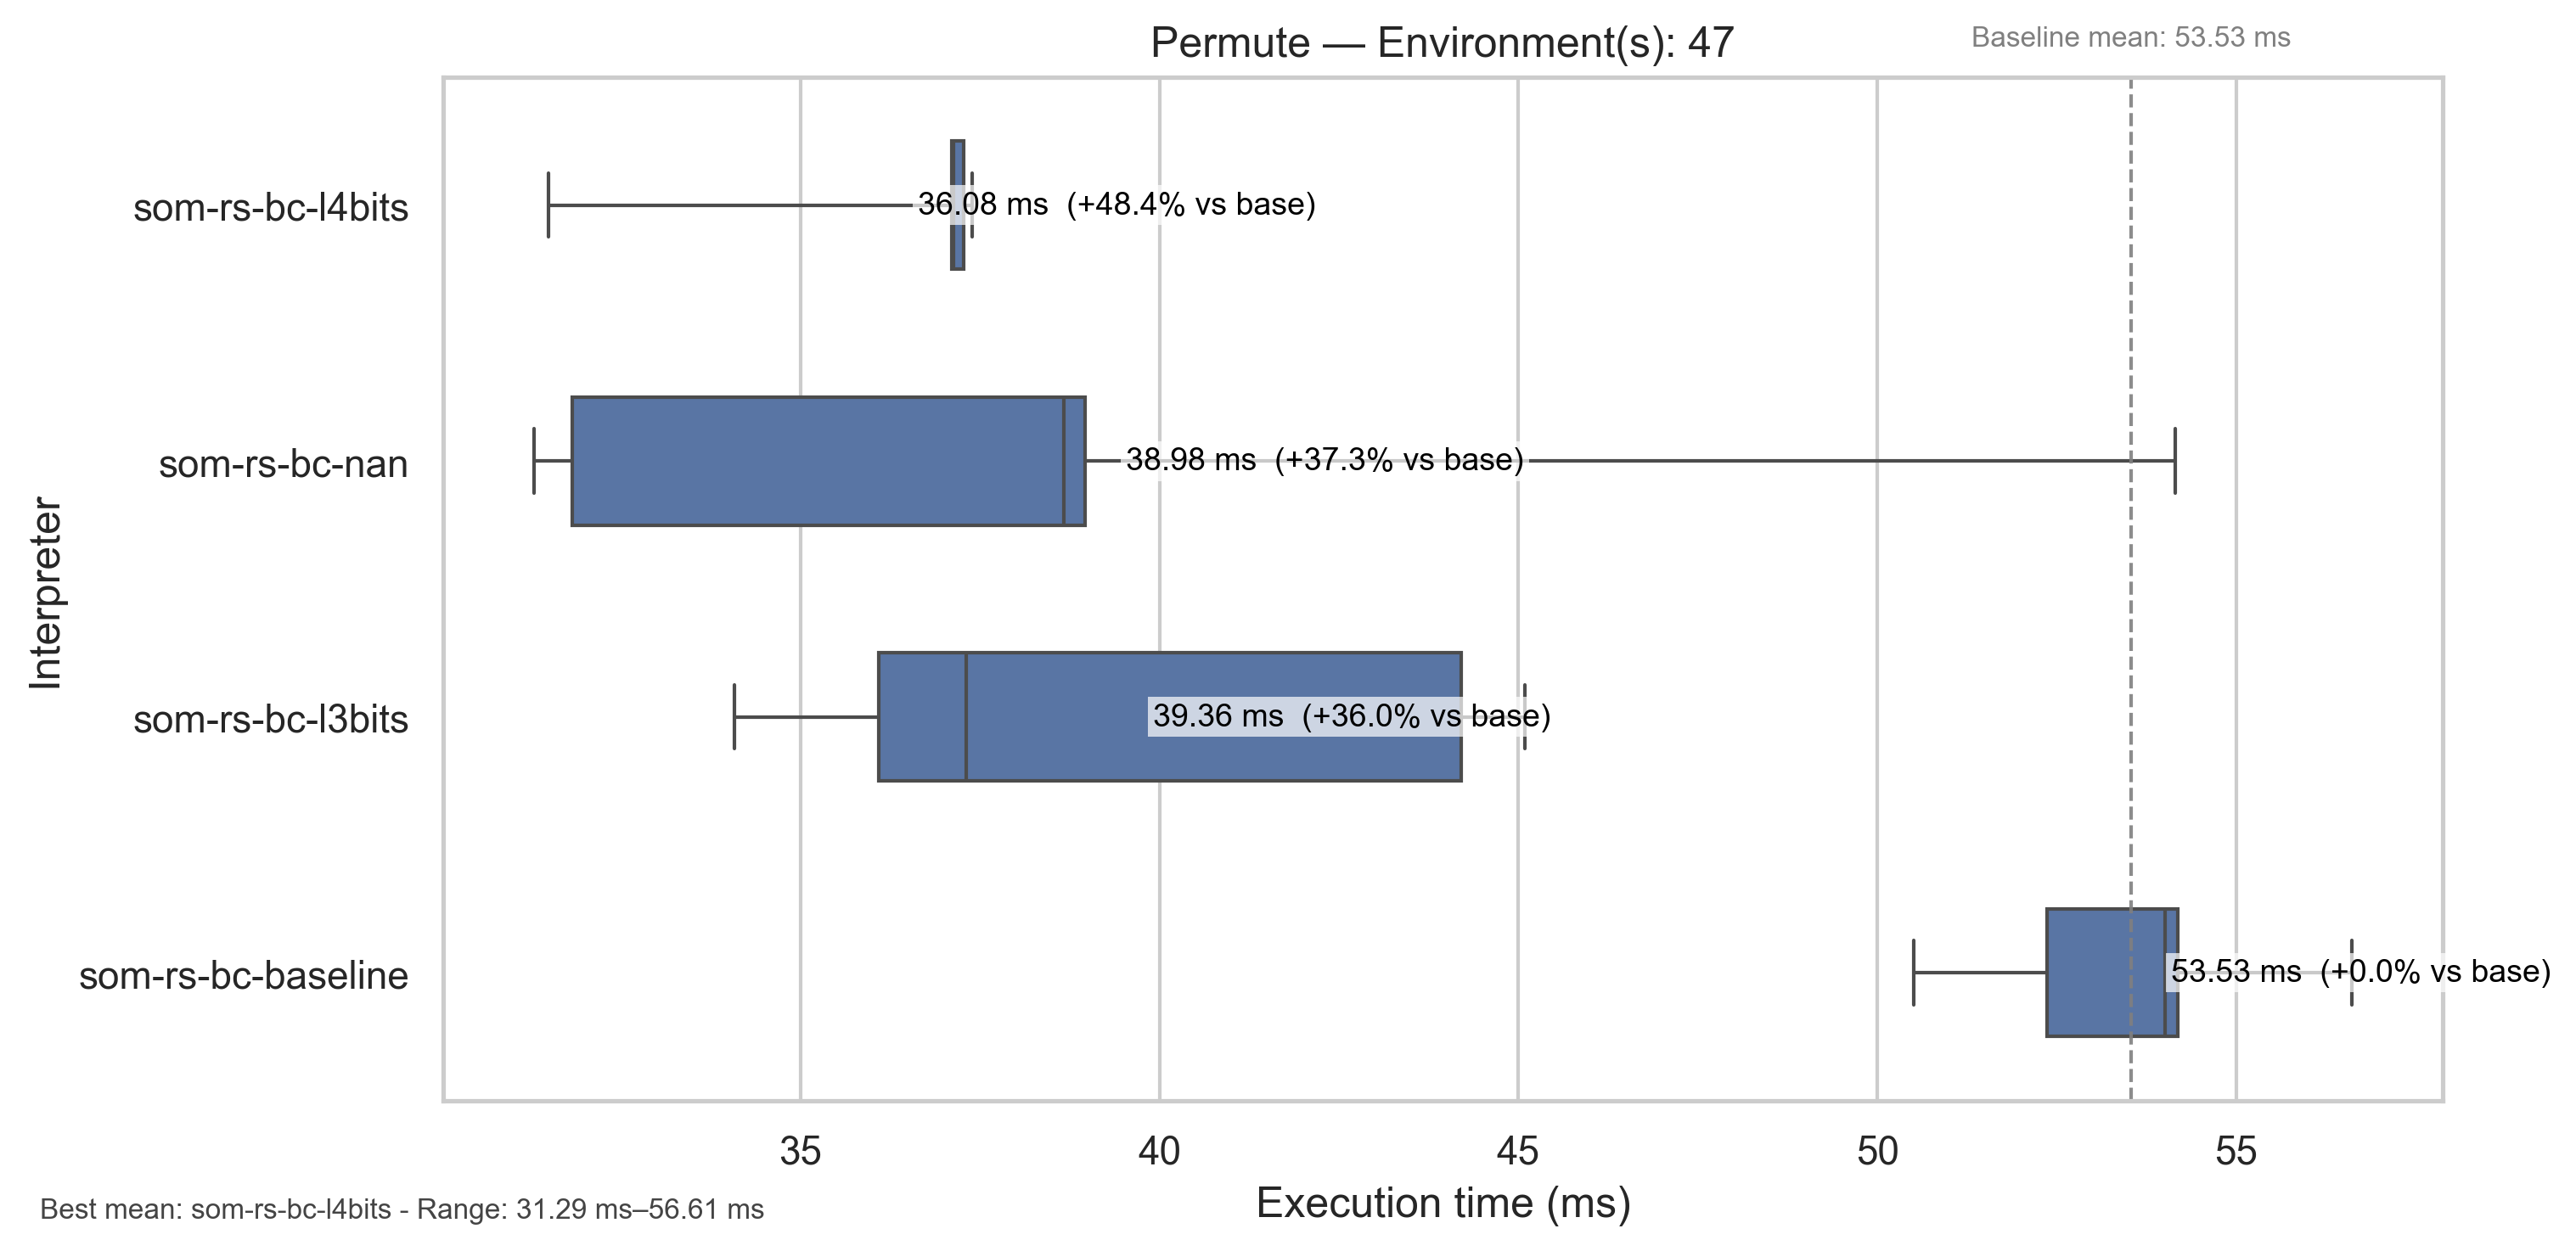 Permute — Environment(s): 47
Baseline mean: 53.53 ms
Interpreter
som-rs-bc-l4bits
36.08 ms (+48.4% vs base)
som-rs-bc-nan
38.98 ms (+37.3% vs base)
som-rs-bc-l3bits
39.36 ms (+36.0% vs base)
som-rs-bc-baseline
53.53 ms (+0.0% vs base)
35 40 45 50 55
Execution time (ms)
Best mean: som-rs-bc-l4bits - Range: 31.29 ms–56.61 ms